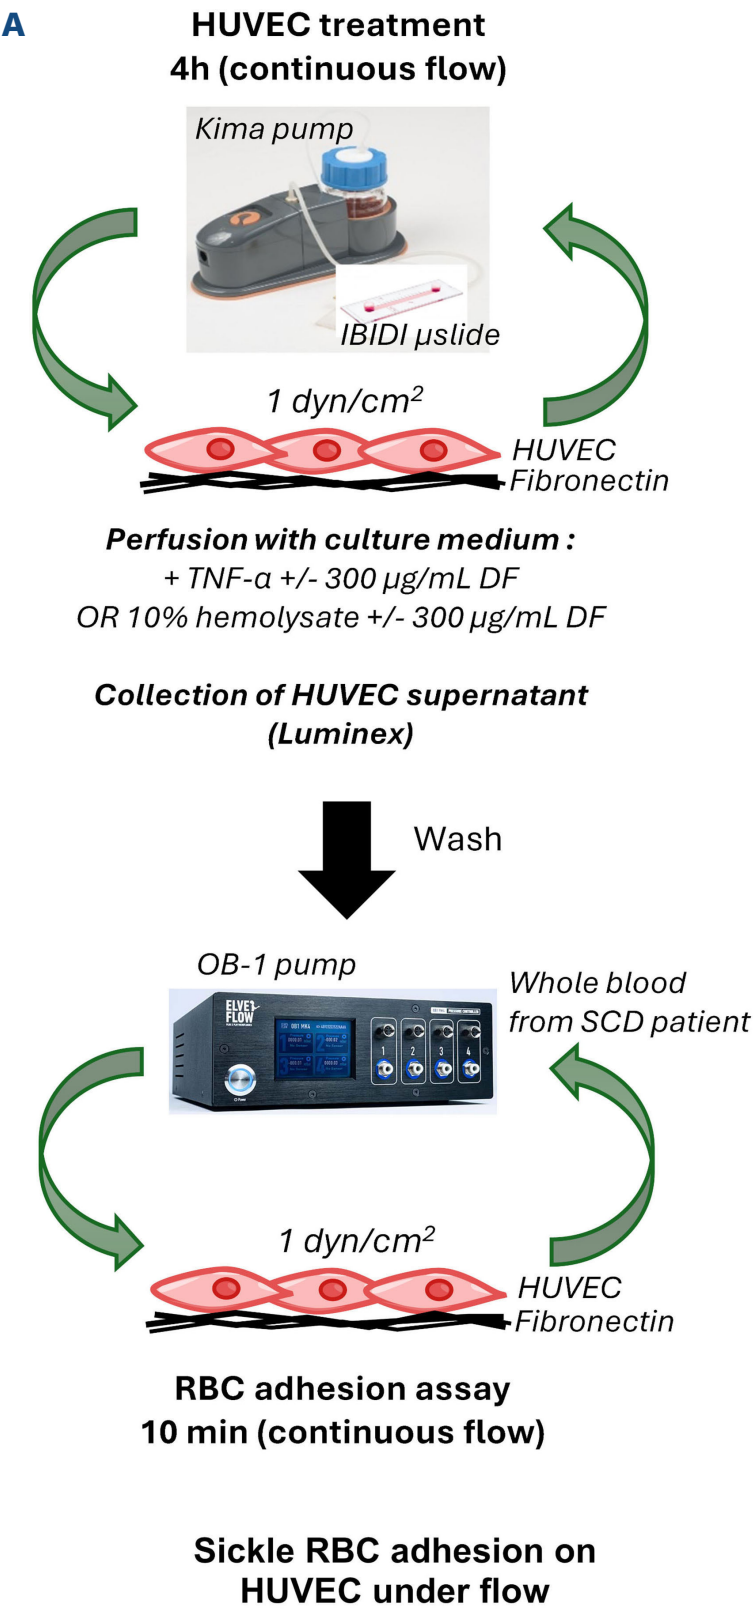 A
HUVEC treatment
4h (continuous flow)
Kima pump
IBIDI µslide
1 dyn/cm²
HUVEC
Fibronectin
Perfusion with culture medium :
+ TNF-α +/- 300 µg/mL DF
OR 10% hemolysate +/- 300 µg/mL DF
Collection of HUVEC supernatant
(Luminex)
Wash
OB-1 pump
Whole blood
from SCD patient
ELVE
FLOW
1 2 3 4
1 dyn/cm²
HUVEC
Fibronectin
RBC adhesion assay
10 min (continuous flow)
Sickle RBC adhesion on
HUVEC under flow